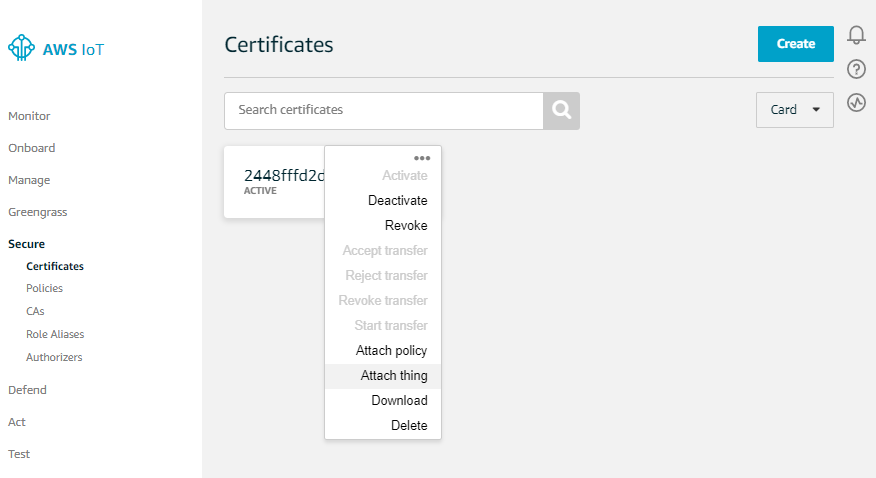 AWS IoT
Monitor
Onboard
Manage
Greengrass
Secure
Certificates
Policies
CAs
Role Aliases
Authorizers
Defend
Act
Test
Certificates
Create
Search certificates
Card
2448fffd2d
ACTIVE
Activate
Deactivate
Revoke
Accept transfer
Reject transfer
Revoke transfer
Start transfer
Attach policy
Attach thing
Download
Delete